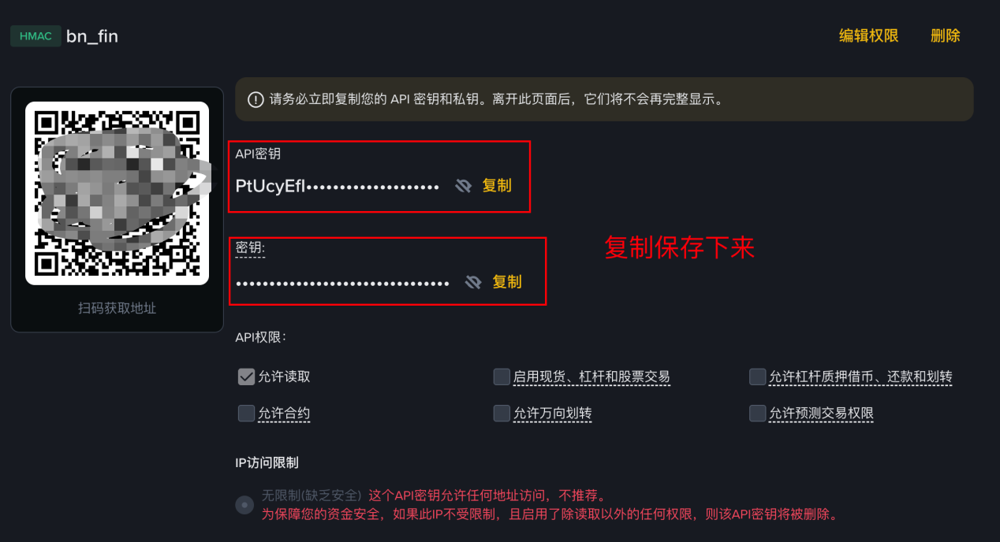 HMAC bn_fin 编辑权限 删除
请务必立即复制您的 API 密钥和私钥。离开此页面后，它们将不会再完整显示。
API密钥
PtUcyEfl•••••••••••••••••••• 复制
密钥:
•••••••••••••••••••••••••••••••• 复制
复制保存下来
扫码获取地址
API权限：
允许读取 启用现货、杠杆和股票交易 允许杠杆质押借币、还款和划转
允许合约 允许万向划转 允许预测交易权限
IP访问限制
无限制(缺乏安全) 这个API密钥允许任何地址访问，不推荐。
为保障您的资金安全，如果此IP不受限制，且启用了除读取以外的任何权限，则该API密钥将被删除。